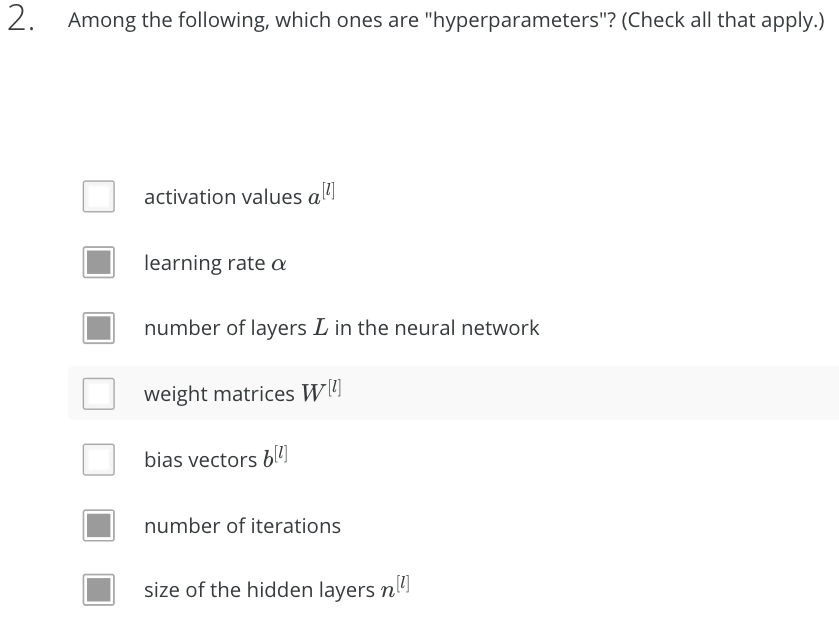 2. Among the following, which ones are "hyperparameters"? (Check all that apply.)
activation values a^[l]
learning rate α
number of layers L in the neural network
weight matrices W^[l]
bias vectors b^[l]
number of iterations
size of the hidden layers n^[l]